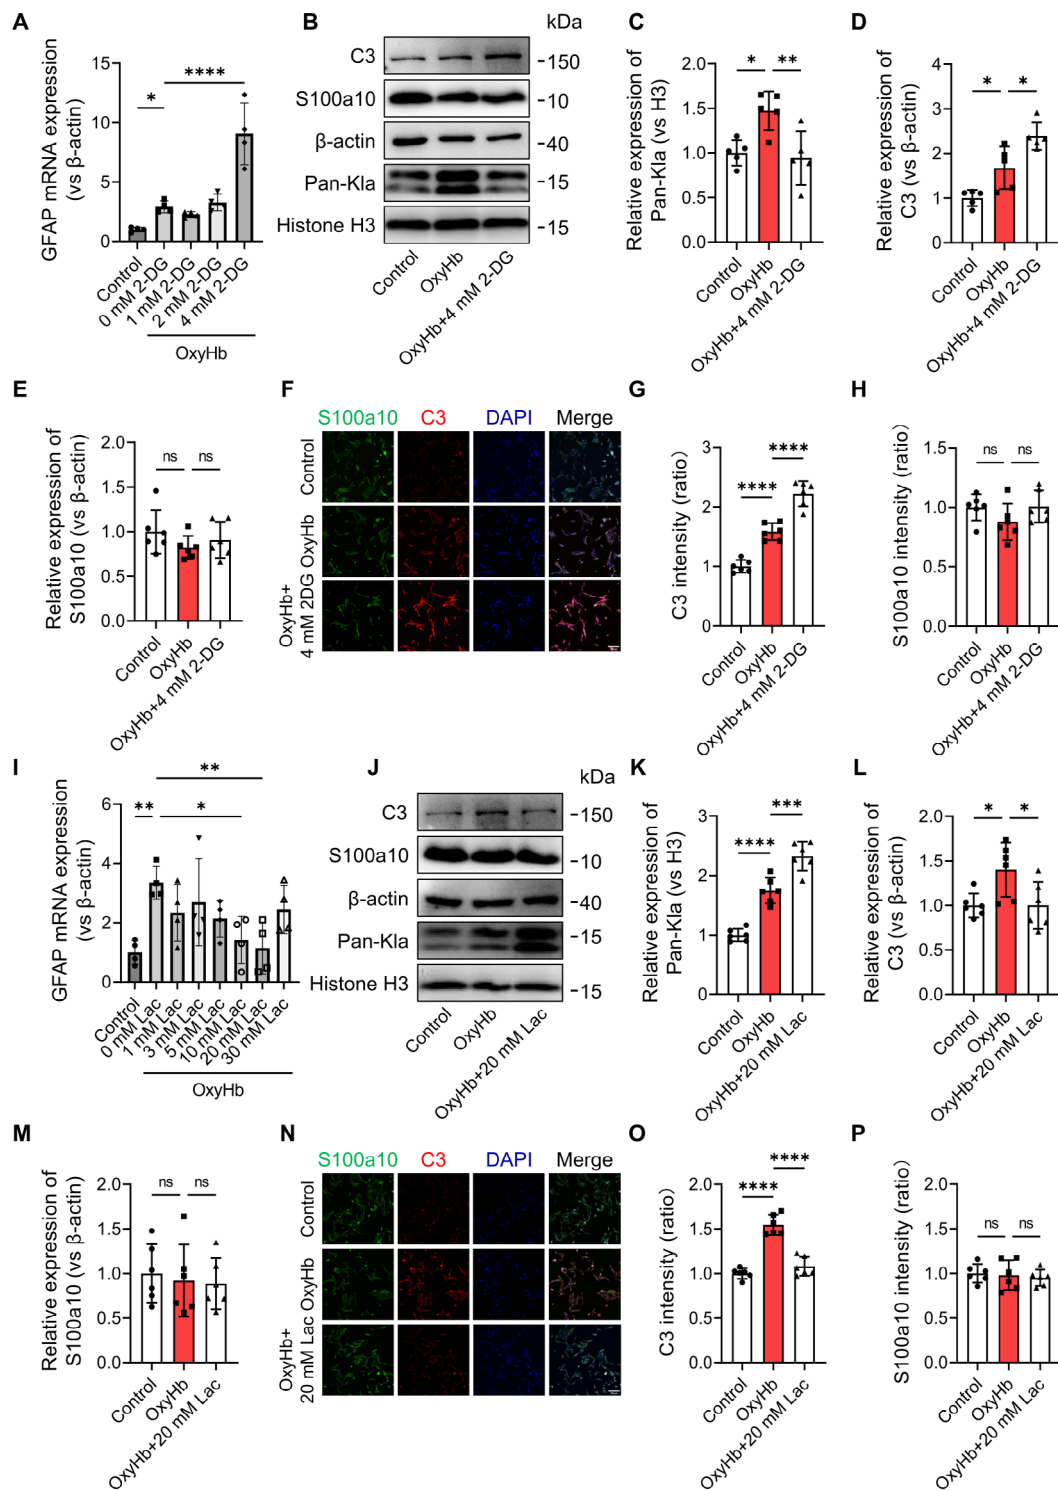 A
GFAP mRNA expression
(vs β-actin)
15
10
5
0
*
****
Control
0 mM 2-DG
1 mM 2-DG
2 mM 2-DG
4 mM 2-DG
OxyHb
B
kDa
C3
-150
S100a10
-10
β-actin
-40
Pan-Kla
-15
Histone H3
-15
Control
OxyHb
OxyHb+4 mM 2-DG
C
Relative expression of
Pan-Kla (vs H3)
2.0
1.5
1.0
0.5
0.0
*
**
Control
OxyHb
OxyHb+4 mM 2-DG
D
Relative expression of
C3 (vs β-actin)
4
3
2
1
0
*
*
Control
OxyHb
OxyHb+4 mM 2-DG
E
Relative expression of
S100a10 (vs β-actin)
2.0
1.5
1.0
0.5
0.0
ns
ns
Control
OxyHb
OxyHb+4 mM 2-DG
F
S100a10
C3
DAPI
Merge
Control
OxyHb
OxyHb+
4 mM 2DG
G
C3 intensity (ratio)
3
2
1
0
****
****
Control
OxyHb
OxyHb+4 mM 2-DG
H
S100a10 intensity (ratio)
1.5
1.0
0.5
0.0
ns
ns
Control
OxyHb
OxyHb+4 mM 2-DG
I
GFAP mRNA expression
(vs β-actin)
6
4
2
0
**
**
*
Control
0 mM Lac
1 mM Lac
3 mM Lac
5 mM Lac
10 mM Lac
20 mM Lac
30 mM Lac
OxyHb
J
kDa
C3
-150
S100a10
-10
β-actin
-40
Pan-Kla
-15
Histone H3
-15
Control
OxyHb
OxyHb+20 mM Lac
K
Relative expression of
Pan-Kla (vs H3)
3
2
1
0
****
***
Control
OxyHb
OxyHb+20 mM Lac
L
Relative expression of
C3 (vs β-actin)
2.0
1.5
1.0
0.5
0.0
*
*
Control
OxyHb
OxyHb+20 mM Lac
M
Relative expression of
S100a10 (vs β-actin)
2.0
1.5
1.0
0.5
0.0
ns
ns
Control
OxyHb
OxyHb+20 mM Lac
N
S100a10
C3
DAPI
Merge
Control
OxyHb
OxyHb+
20 mM Lac
O
C3 intensity (ratio)
2.0
1.5
1.0
0.5
0.0
****
****
Control
OxyHb
OxyHb+20 mM Lac
P
S100a10 intensity (ratio)
2.0
1.5
1.0
0.5
0.0
ns
ns
Control
OxyHb
OxyHb+20 mM Lac